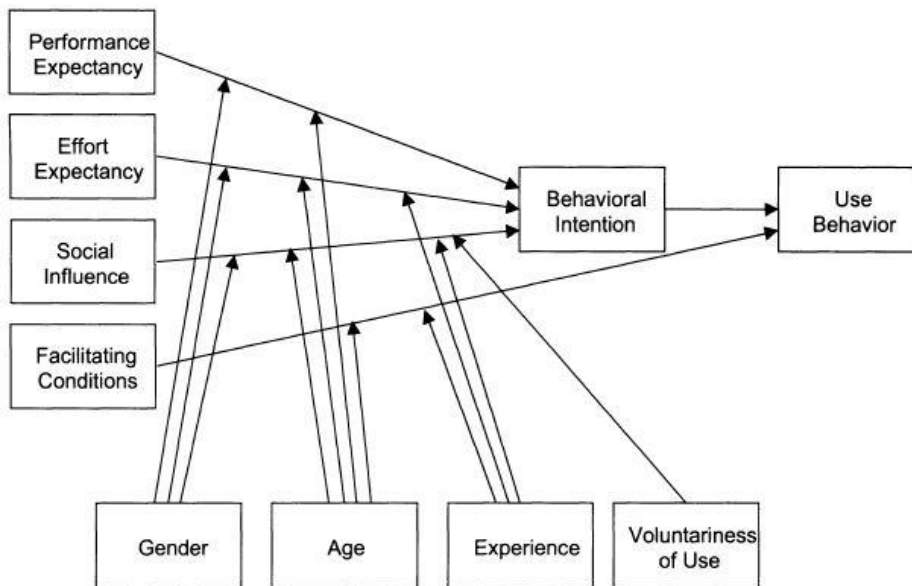 Performance
Expectancy
Effort
Expectancy
Social
Influence
Facilitating
Conditions
Behavioral
Intention
Use
Behavior
Gender
Age
Experience
Voluntariness
of Use